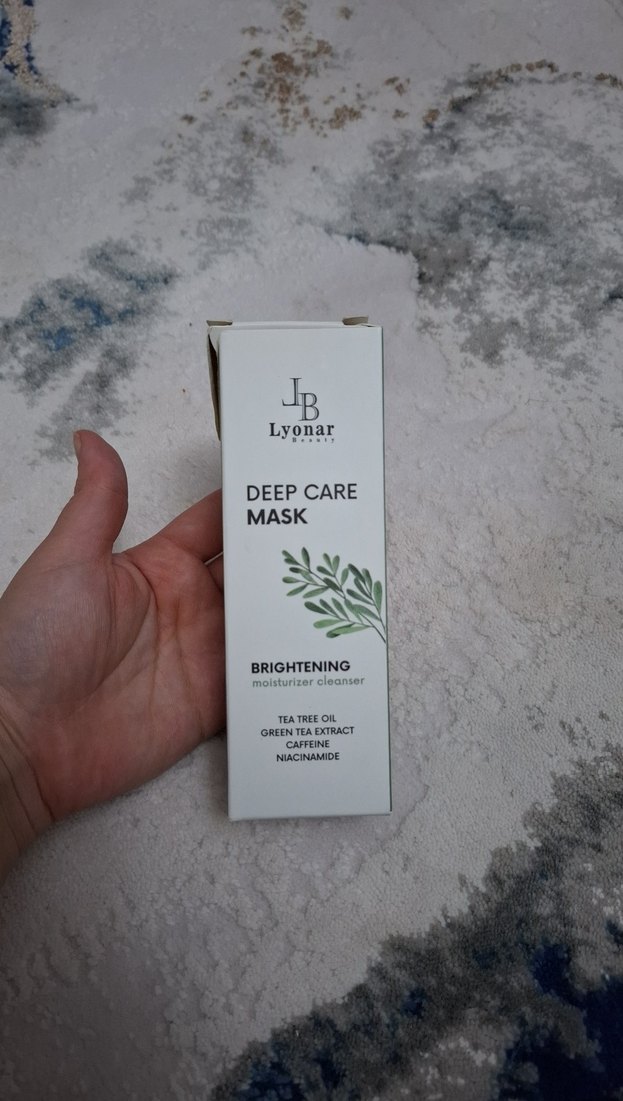 LB
Lyonar
Beauty
DEEP CARE
MASK
BRIGHTENING
moisturizer cleanser
TEA TREE OIL
GREEN TEA EXTRACT
CAFFEINE
NIACINAMIDE